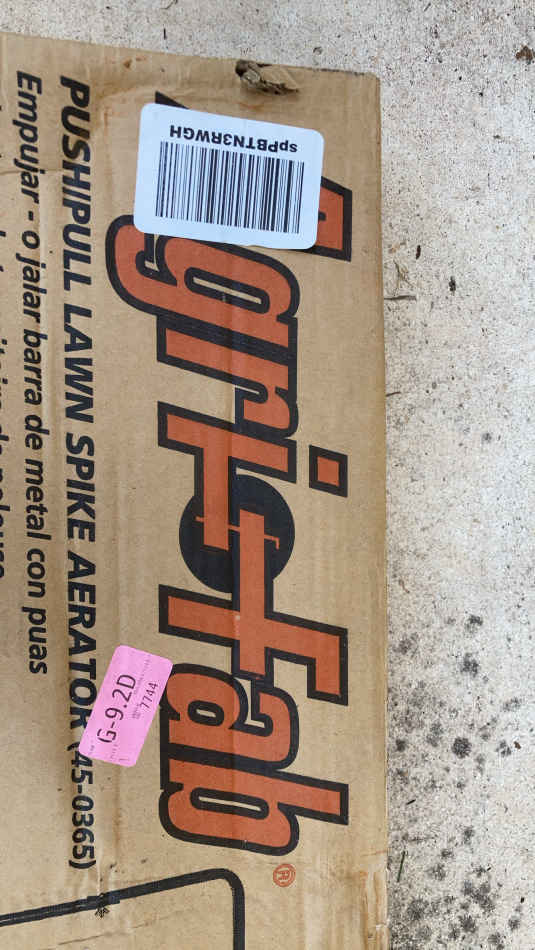 spPBTN3RWGH
Agri-Fab®
PUSH/PULL LAWN SPIKE AERATOR (45-0365)
Empujar - o jalar barra de metal con puas
G-9.2D
7744